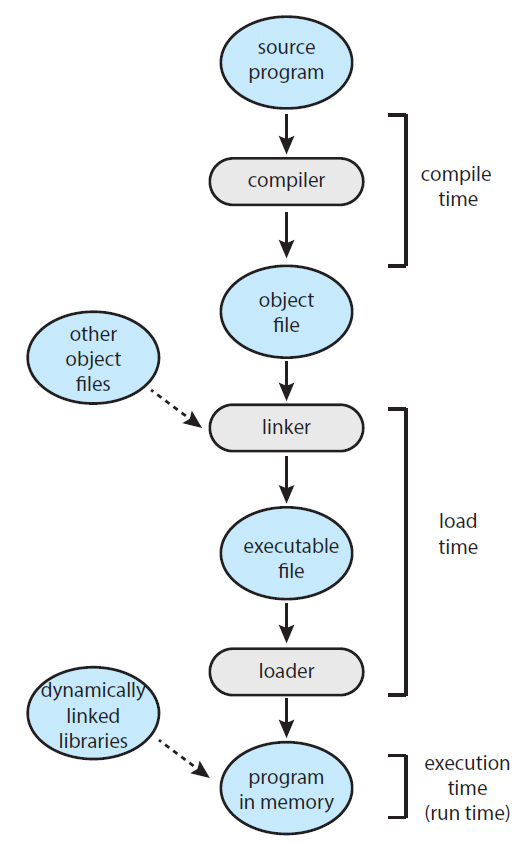 source
program
compiler
compile
time
object
file
other
object
files
linker
load
time
executable
file
loader
dynamically
linked
libraries
program
in memory
execution
time
(run time)